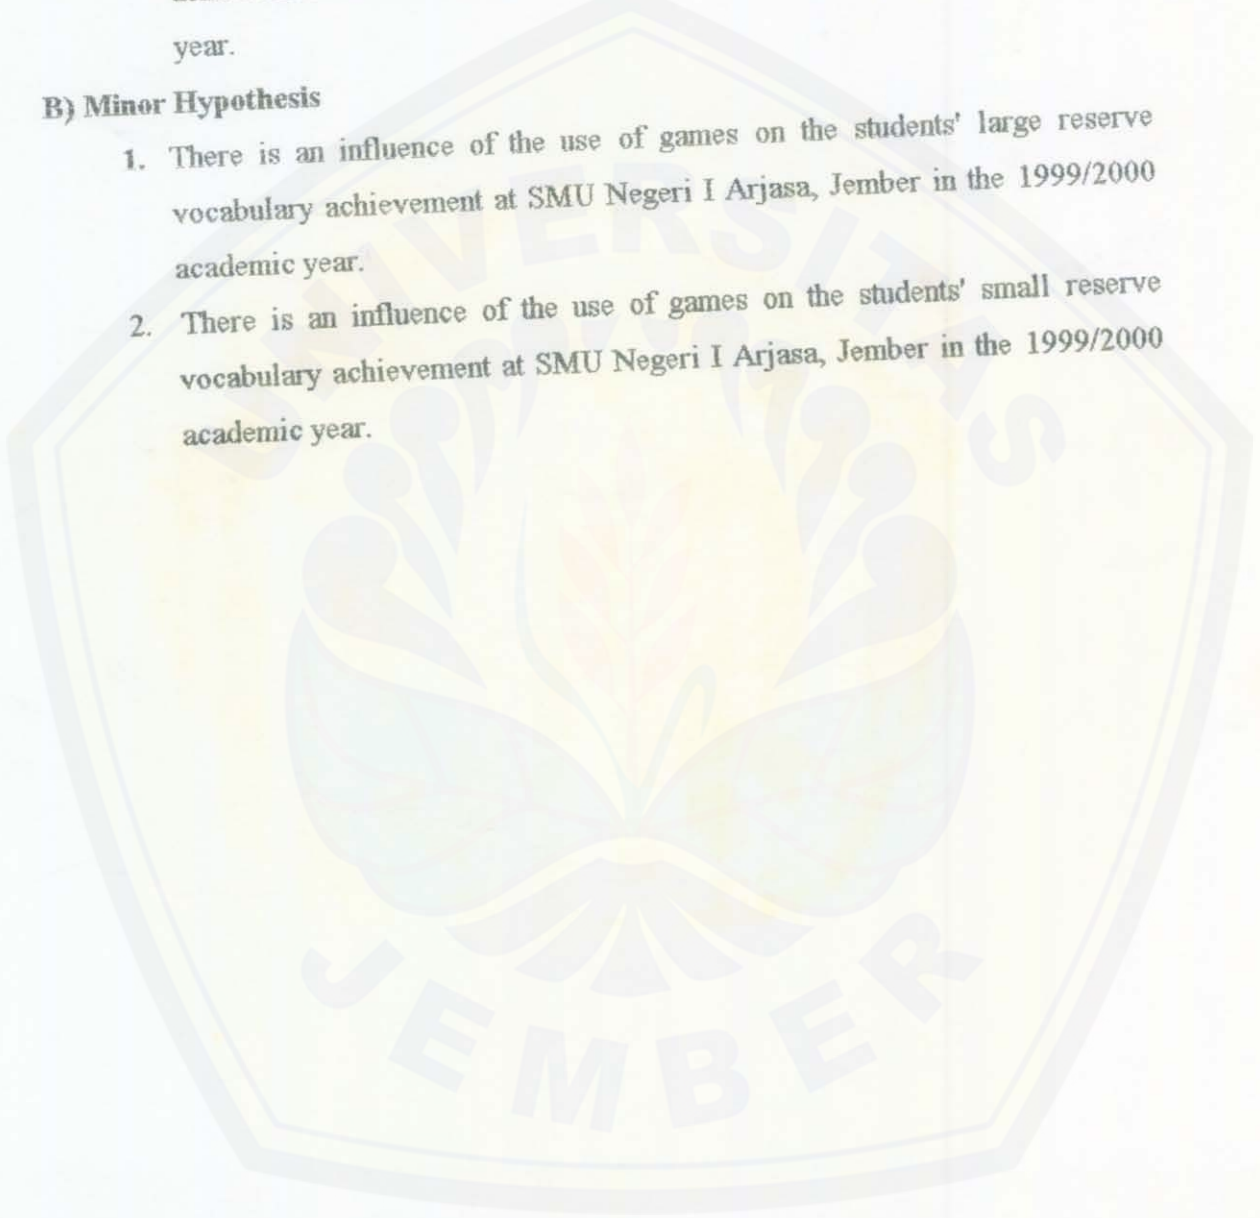 year.
B) Minor Hypothesis
1. There is an influence of the use of games on the students' large reserve
vocabulary achievement at SMU Negeri I Arjasa, Jember in the 1999/2000
academic year.
2. There is an influence of the use of games on the students' small reserve
vocabulary achievement at SMU Negeri I Arjasa, Jember in the 1999/2000
academic year.
UNIVERSITAS
JEMBER